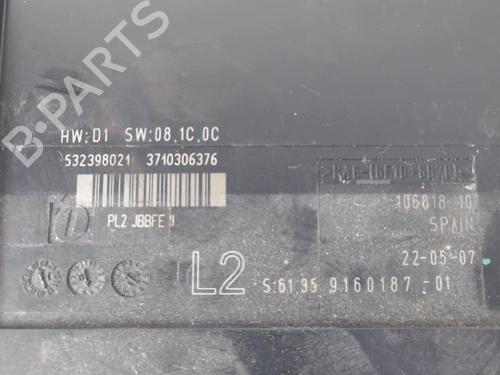 B-PARTS
HW:D1 SW:08.1C.0C
532398021 3710306376
PL2 JBBFE II
106818 10
SPAIN
22-05-07
L2 S:61.35 9160187-01